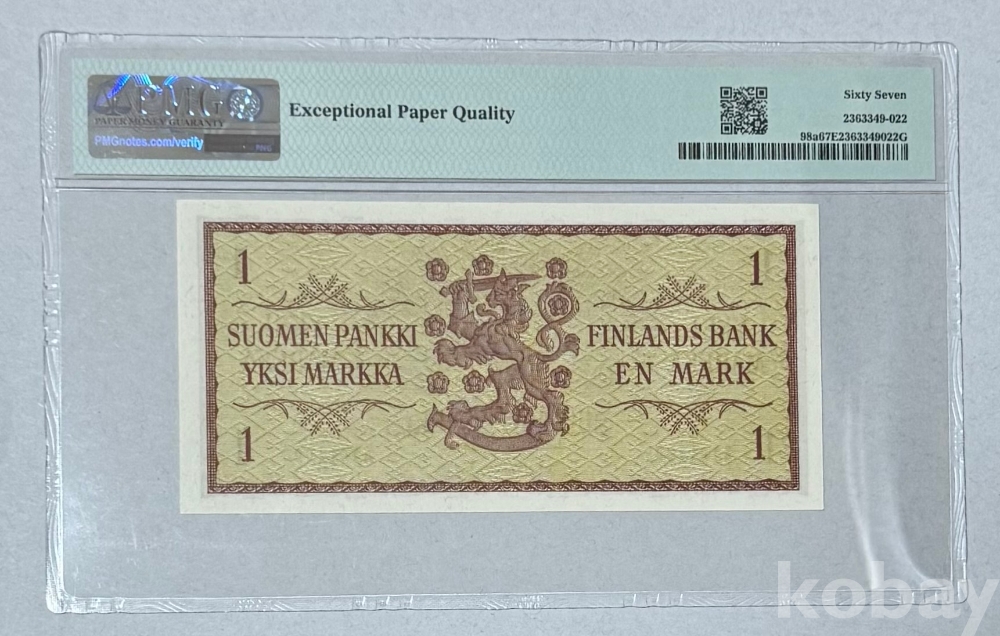 PMG
PAPER MONEY GUARANTY
PMGnotes.com/verify
PMG
Exceptional Paper Quality
Sixty Seven
2363349-022
98a67E2363349022G
1
1
SUOMEN PANKKI
YKSI MARKKA
FINLANDS BANK
EN MARK
1
1
kobay